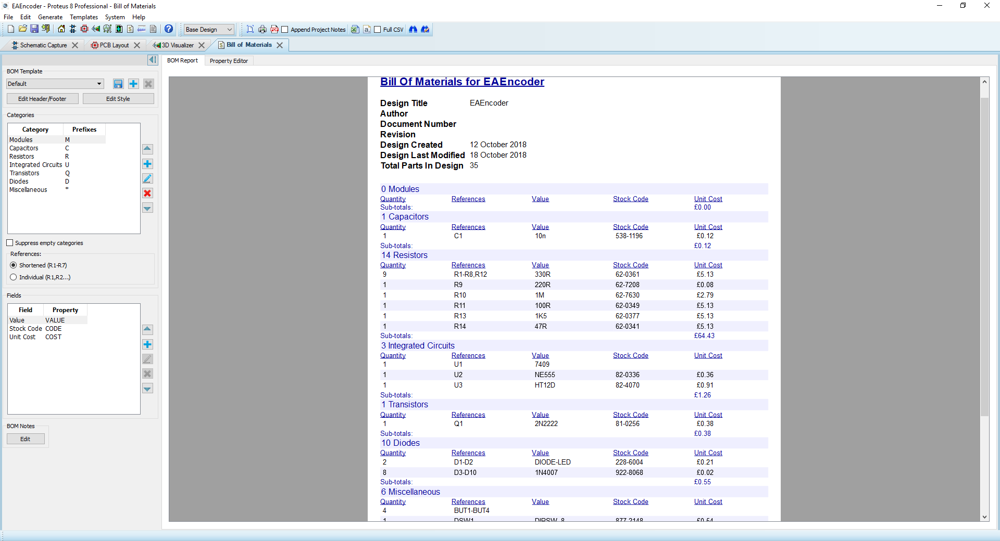 EAEncoder - Proteus 8 Professional - Bill of Materials
File Edit Generate Templates System Help
Base Design Append Project Notes Full CSV
Schematic Capture PCB Layout 3D Visualizer Bill of Materials
BOM Report Property Editor
BOM Template
Default
Edit Header/Footer Edit Style
Categories
Category Prefixes
Modules M
Capacitors C
Resistors R
Integrated Circuits U
Transistors Q
Diodes D
Miscellaneous *
Suppress empty categories
References:
Shortened (R1-R7)
Individual (R1,R2...)
Fields
Field Property
Value VALUE
Stock Code CODE
Unit Cost COST
BOM Notes
Edit
Bill Of Materials for EAEncoder
Design Title EAEncoder
Author
Document Number
Revision
Design Created 12 October 2018
Design Last Modified 18 October 2018
Total Parts In Design 35
0 Modules
Quantity References Value Stock Code Unit Cost
Sub-totals: £0.00
1 Capacitors
Quantity References Value Stock Code Unit Cost
1 C1 10n 538-1196 £0.12
Sub-totals: £0.12
14 Resistors
Quantity References Value Stock Code Unit Cost
9 R1-R8,R12 330R 62-0361 £5.13
1 R9 220R 62-7208 £0.08
1 R10 1M 62-7630 £2.79
1 R11 100R 62-0349 £5.13
1 R13 1K5 62-0377 £5.13
1 R14 47R 62-0341 £5.13
Sub-totals: £64.43
3 Integrated Circuits
Quantity References Value Stock Code Unit Cost
1 U1 7409
1 U2 NE555 82-0336 £0.36
1 U3 HT12D 82-4070 £0.91
Sub-totals: £1.26
1 Transistors
Quantity References Value Stock Code Unit Cost
1 Q1 2N2222 81-0256 £0.38
Sub-totals: £0.38
10 Diodes
Quantity References Value Stock Code Unit Cost
2 D1-D2 DIODE-LED 228-6004 £0.21
8 D3-D10 1N4007 922-8068 £0.02
Sub-totals: £0.55
6 Miscellaneous
Quantity References Value Stock Code Unit Cost
4 BUT1-BUT4
1 DSW1 DIPSW_8 877-2148 £0.54